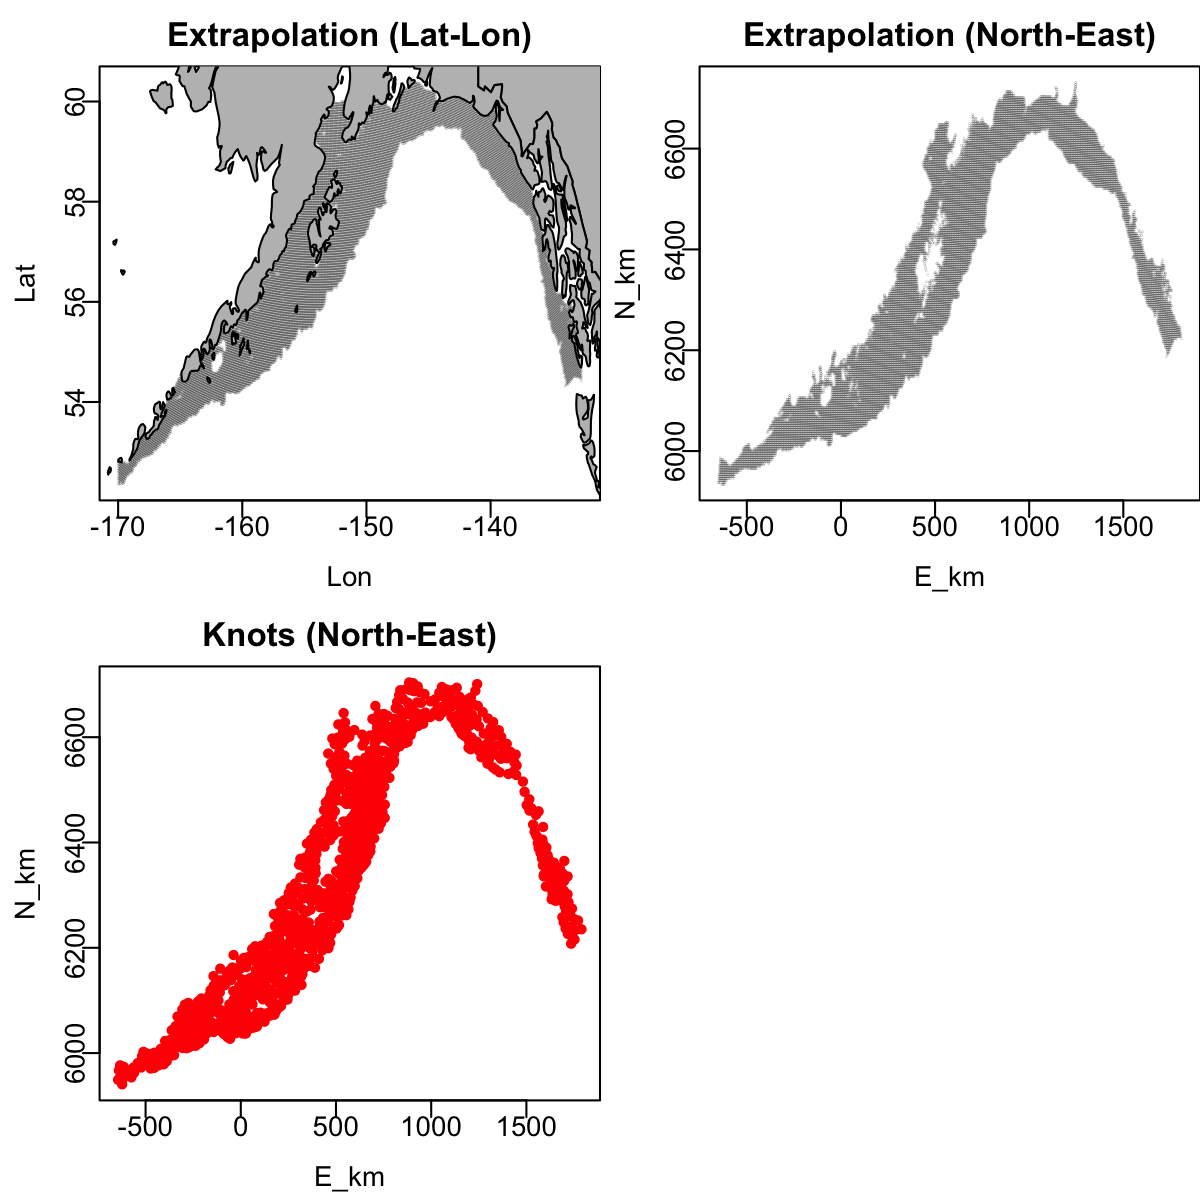 Extrapolation (Lat-Lon)
Lat
60
58
56
54
-170 -160 -150 -140
Lon
Extrapolation (North-East)
N_km
6600
6400
6200
6000
-500 0 500 1000 1500
E_km
Knots (North-East)
N_km
6600
6400
6200
6000
-500 0 500 1000 1500
E_km